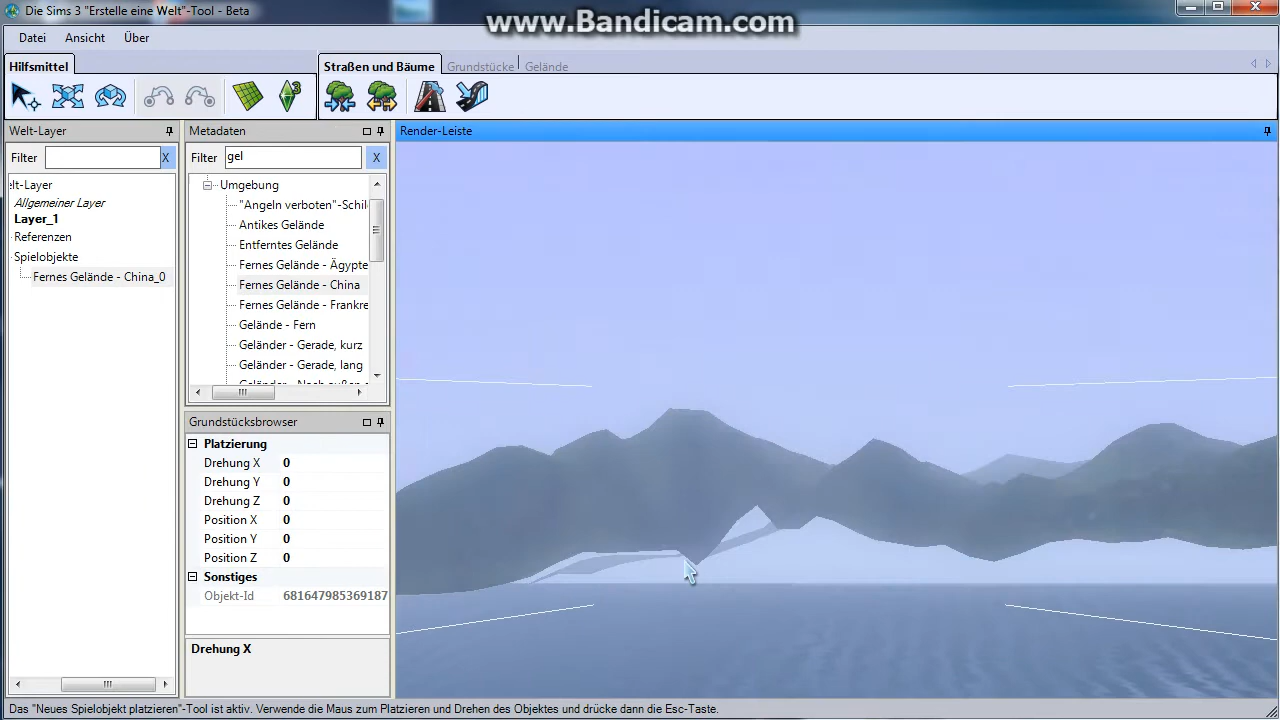 Die Sims 3 "Erstelle eine Welt"-Tool - Beta
www.Bandicam.com
Datei Ansicht Über
Hilfsmittel
Straßen und Bäume Grundstücke Gelände
Welt-Layer
Filter X
lt-Layer
Allgemeiner Layer
Layer_1
Referenzen
Spielobjekte
Fernes Gelände - China_0
Metadaten
Filter gel X
Umgebung
"Angeln verboten"-Schil
Antikes Gelände
Entferntes Gelände
Fernes Gelände - Ägypte
Fernes Gelände - China
Fernes Gelände - Frankre
Gelände - Fern
Geländer - Gerade, kurz
Geländer - Gerade, lang
Grundstücksbrowser
Platzierung
Drehung X 0
Drehung Y 0
Drehung Z 0
Position X 0
Position Y 0
Position Z 0
Sonstiges
Objekt-Id 681647985369187
Drehung X
Render-Leiste
Das "Neues Spielobjekt platzieren"-Tool ist aktiv. Verwende die Maus zum Platzieren und Drehen des Objektes und drücke dann die Esc-Taste.